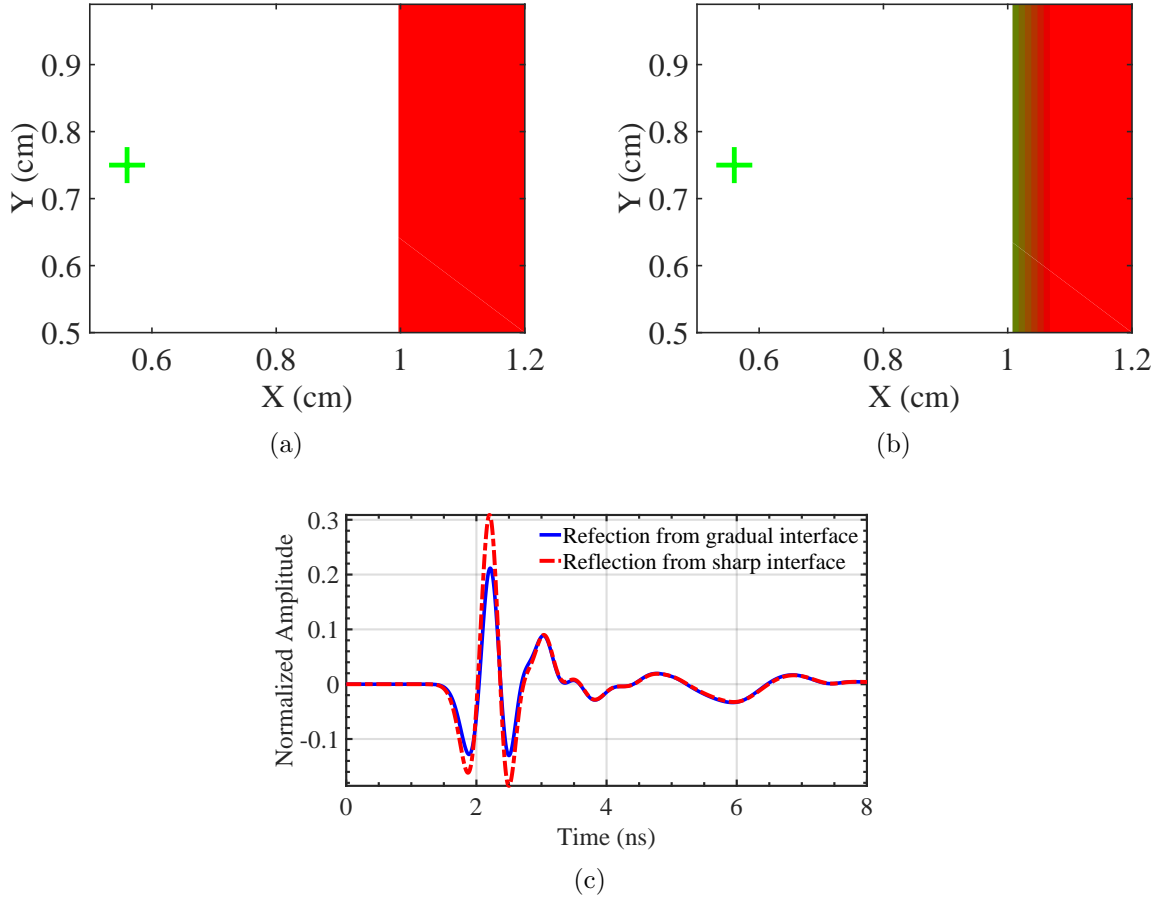 0.9
0.8
0.7
0.6
0.5
Y (cm)
0.6
0.8
1
1.2
X (cm)
(a)
0.9
0.8
0.7
0.6
0.5
Y (cm)
0.6
0.8
1
1.2
X (cm)
(b)
0.3
0.2
0.1
0
-0.1
Normalized Amplitude
Refection from gradual interface
Reflection from sharp interface
0
2
4
6
8
Time (ns)
(c)